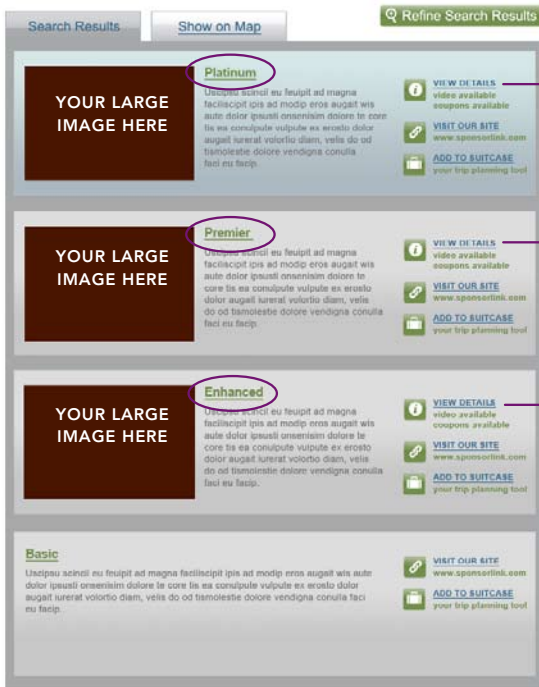 Search Results
Show on Map
Refine Search Results
YOUR LARGE
IMAGE HERE
Platinum
Uscipsu scincil eu feuipit ad magna
faciliscipit ipis ad modip eros augait wis
aute dolor ipsusti onsenisim dolore te core
tis ea conulpute vulpute ex erosto dolor
augait iurerat volortio diam, velis do od
tismolestie dolore vendigna conulla
faci eu facip.
VIEW DETAILS
video available
coupons available
VISIT OUR SITE
www.sponsorlink.com
ADD TO SUITCASE
your trip planning tool
YOUR LARGE
IMAGE HERE
Premier
Uscipsu scincil eu feuipit ad magna
faciliscipit ipis ad modip eros augait wis
aute dolor ipsusti onsenisim dolore te
core tis ea conulpute vulpute ex erosto
dolor augait iurerat volortio diam, velis
do od tismolestie dolore vendigna conulla
faci eu facip.
VIEW DETAILS
video available
coupons available
VISIT OUR SITE
www.sponsorlink.com
ADD TO SUITCASE
your trip planning tool
YOUR LARGE
IMAGE HERE
Enhanced
Uscipsu scincil eu feuipit ad magna
faciliscipit ipis ad modip eros augait wis
aute dolor ipsusti onsenisim dolore te
core tis ea conulpute vulpute ex erosto
dolor augait iurerat volortio diam, velis
do od tismolestie dolore vendigna conulla
faci eu facip.
VIEW DETAILS
video available
coupons available
VISIT OUR SITE
www.sponsorlink.com
ADD TO SUITCASE
your trip planning tool
Basic
Uscipsu scincil eu feuipit ad magna faciliscipit ipis ad modip eros augait wis aute
dolor ipsusti onsenisim dolore te core tis ea conulpute vulpute ex erosto dolor
augait iurerat volortio diam, velis do od tismolestie dolore vendigna conulla faci
eu facip.
VISIT OUR SITE
www.sponsorlink.com
ADD TO SUITCASE
your trip planning tool